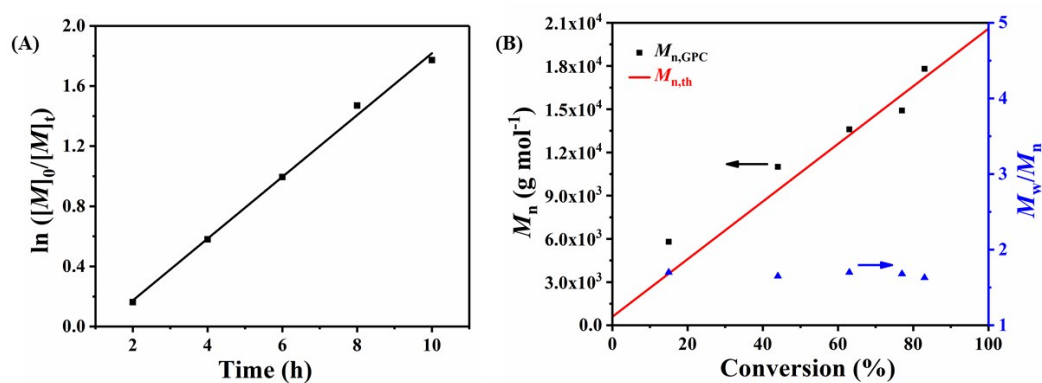 (A)
ln ([M]0/[M]t)
2.0
1.6
1.2
0.8
0.4
0.0
2 4 6 8 10
Time (h)
(B)
Mn (g mol-1)
2.1x10^4
1.8x10^4
1.5x10^4
1.2x10^4
9.0x10^3
6.0x10^3
3.0x10^3
0.0
Mn,GPC
Mn,th
0 20 40 60 80 100
Conversion (%)
5
4
3
2
1
Mw/Mn